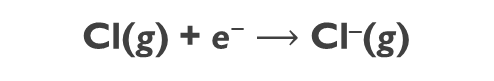 Cl(g) + e⁻ ⟶ Cl⁻(g)